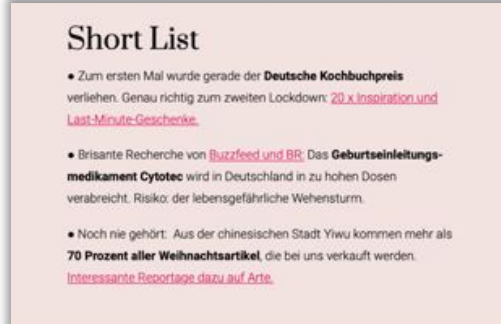 Short List
● Zum ersten Mal wurde gerade der Deutsche Kochbuchpreis
verliehen. Genau richtig zum zweiten Lockdown: 20 x Inspiration und
Last-Minute-Geschenke.
● Brisante Recherche von Buzzfeed und BR: Das Geburtseinleitungs-
medikament Cytotec wird in Deutschland in zu hohen Dosen
verabreicht. Risiko: der lebensgefährliche Wehensturm.
● Noch nie gehört: Aus der chinesischen Stadt Yiwu kommen mehr als
70 Prozent aller Weihnachtsartikel, die bei uns verkauft werden.
Interessante Reportage dazu auf Arte.